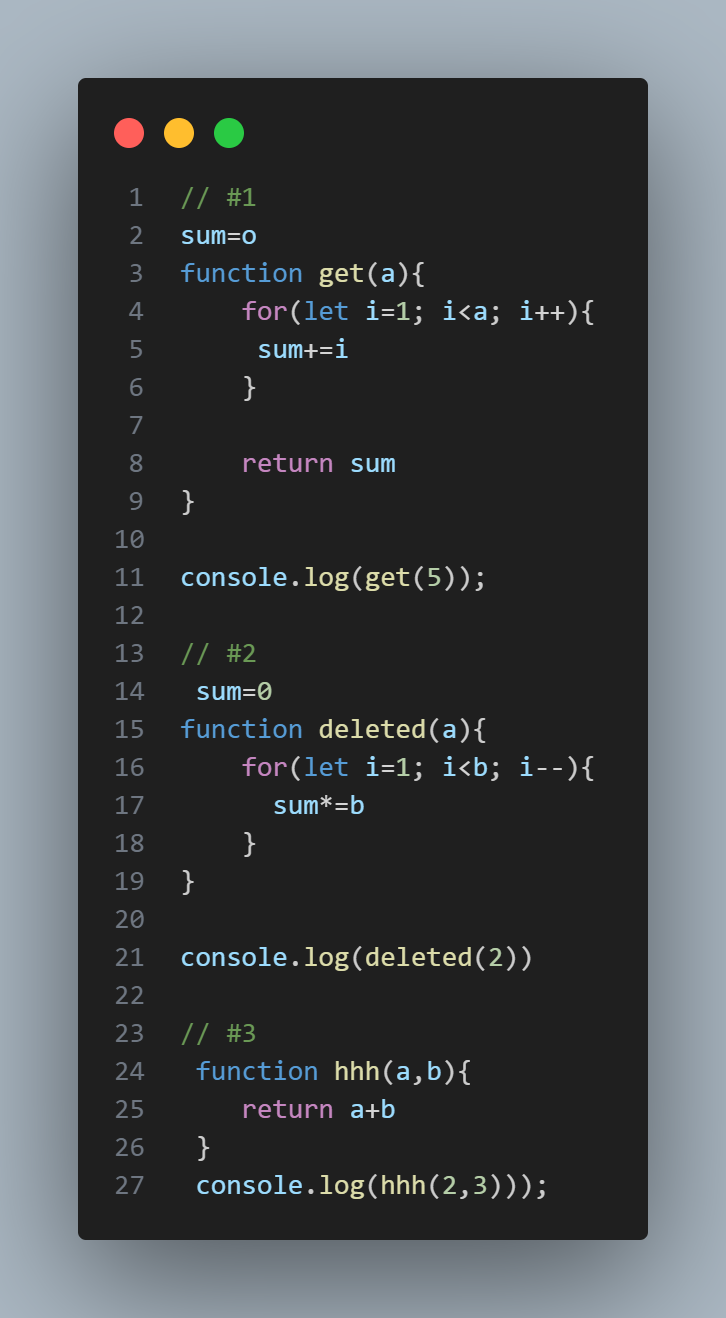 1 // #1
2 sum=o
3 function get(a){
4     for(let i=1; i<a; i++){
5      sum+=i
6     }
7
8     return sum
9 }
10
11 console.log(get(5));
12
13 // #2
14  sum=0
15 function deleted(a){
16     for(let i=1; i<b; i--){
17       sum*=b
18     }
19 }
20
21 console.log(deleted(2))
22
23 // #3
24  function hhh(a,b){
25     return a+b
26  }
27  console.log(hhh(2,3)));